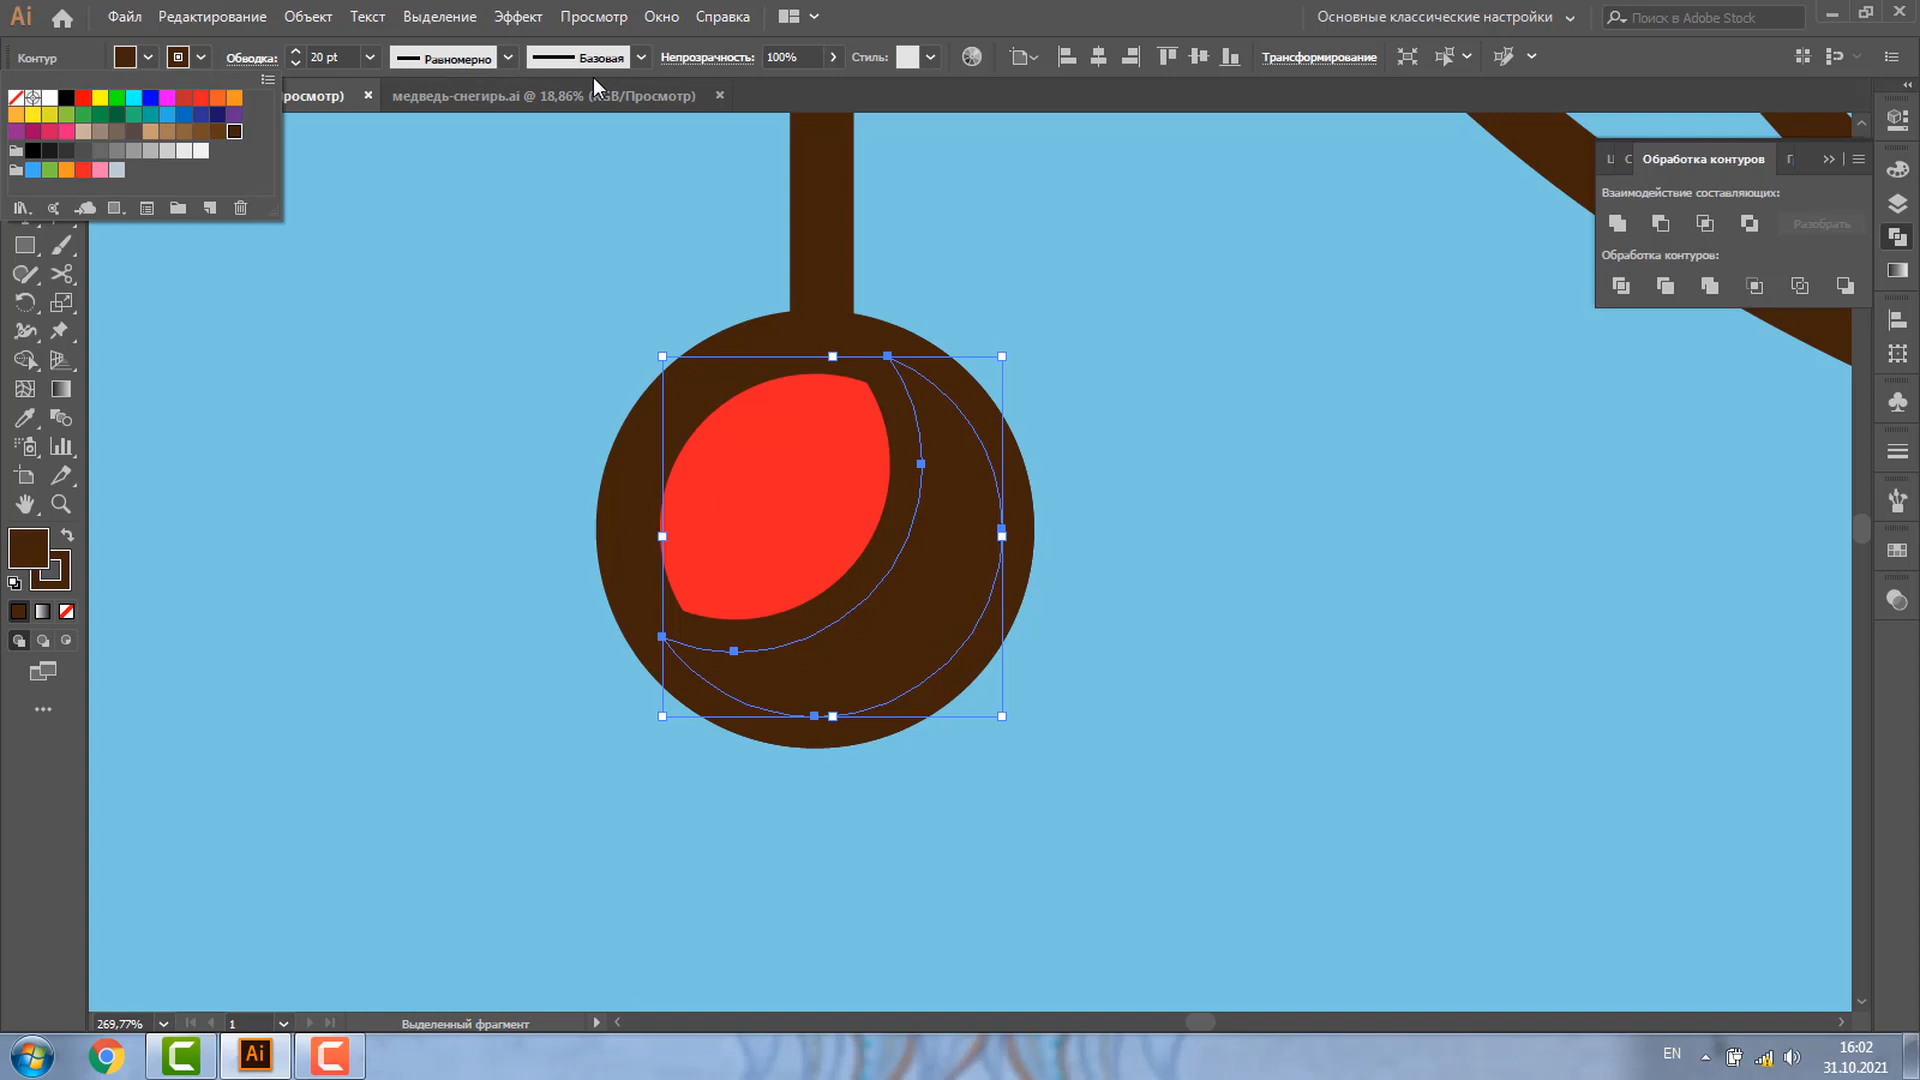 Ai Файл Редактирование Объект Текст Выделение Эффект Просмотр Окно Справка Основные классические настройки Поиск в Adobe Stock
Контур Обводка: 20 pt Равномерно Базовая Непрозрачность: 100% Стиль: Трансформирование
росмотр) × медведь-снегирь.ai @ 18,86% (RGB/Просмотр) ×
Обработка контуров
Взаимодействие составляющих:
Разобрать
Обработка контуров:
269,77% 1 Выделенный фрагмент
Ai EN 16:02
31.10.2021